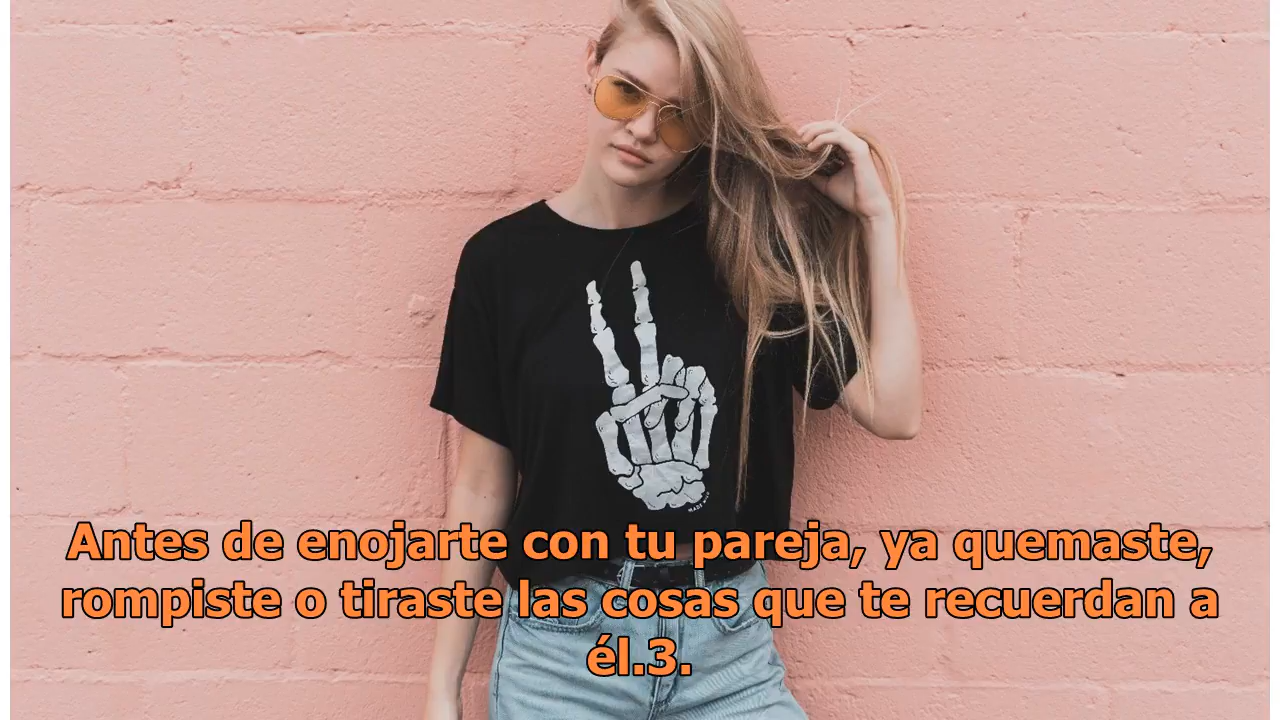 Antes de enojarte con tu pareja, ya quemaste,
rompiste o tiraste las cosas que te recuerdan a
él.3.